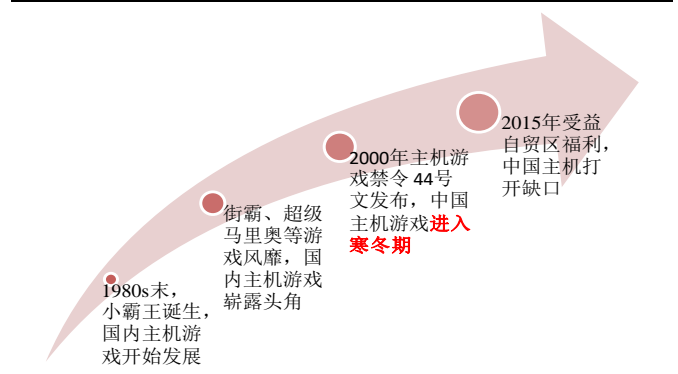 1980s末，
小霸王诞生，
国内主机游
戏开始发展
街霸、超级
马里奥等游
戏风靡，国
内主机游戏
崭露头角
2000年主机游
戏禁令 44号
文发布，中国
主机游戏进入
寒冬期
2015年受益
自贸区福利，
中国主机打
开缺口